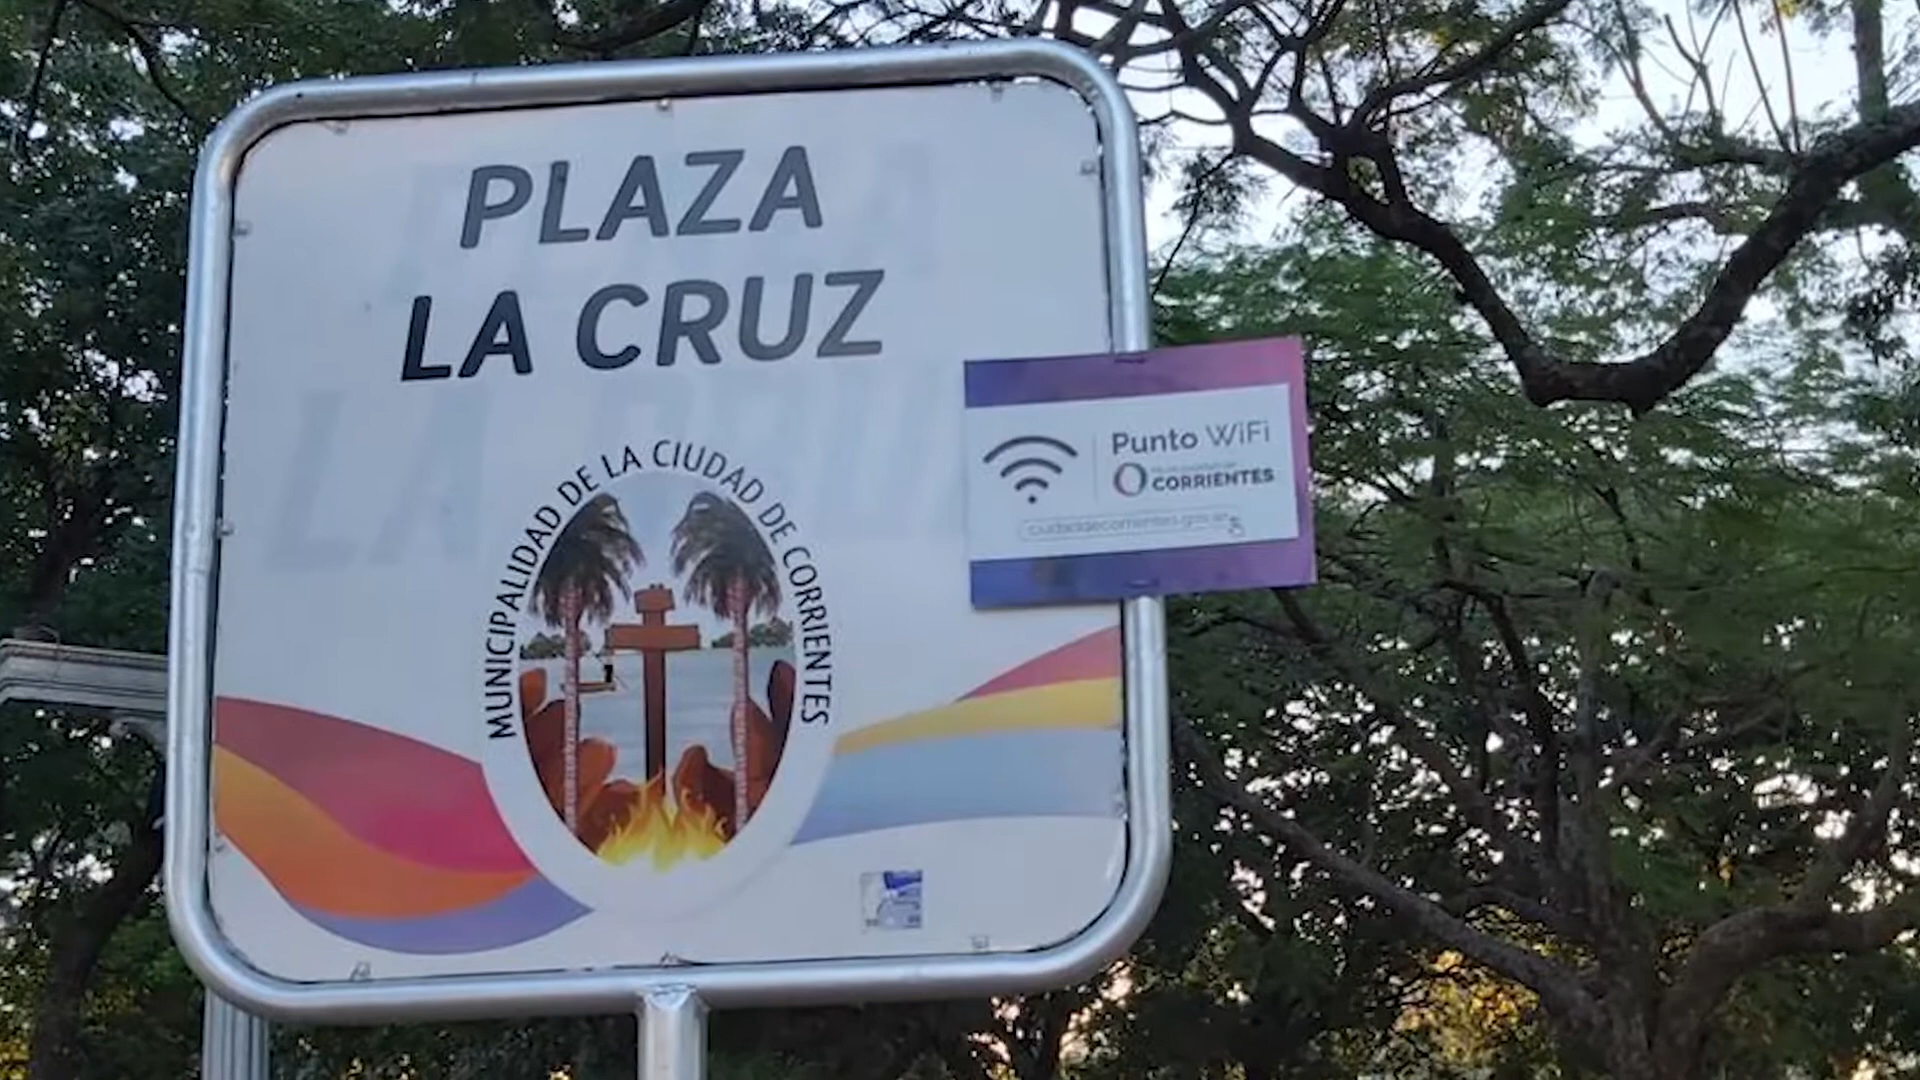 PLAZA
LA CRUZ
MUNICIPALIDAD DE LA CIUDAD DE CORRIENTES
Punto WiFi
CORRIENTES
ciudaddecorrientes.gov.ar